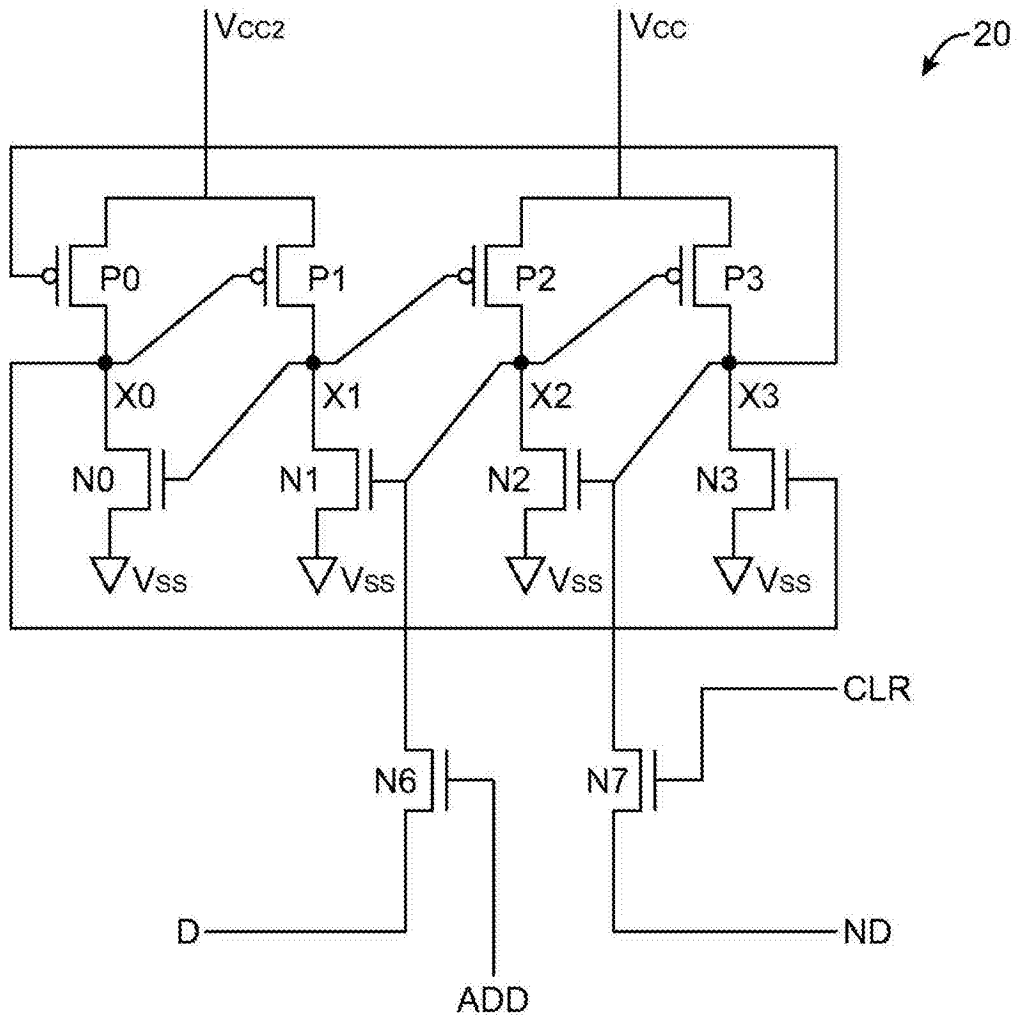 VCC2 VCC 20
P0 P1 P2 P3
X0 X1 X2 X3
N0 N1 N2 N3
VSS VSS VSS VSS
CLR
N6 N7
D ND
ADD